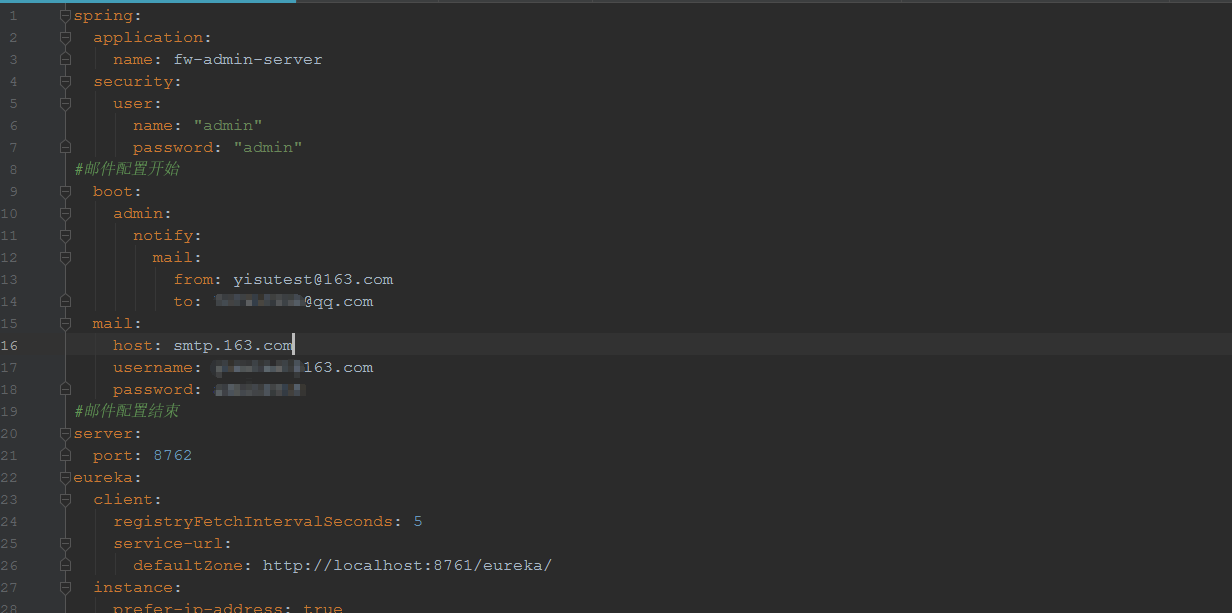 1 spring:
2   application:
3     name: fw-admin-server
4   security:
5     user:
6       name: "admin"
7       password: "admin"
8 #邮件配置开始
9   boot:
10     admin:
11       notify:
12         mail:
13           from: yisutest@163.com
14           to: @qq.com
15   mail:
16     host: smtp.163.com
17     username: 163.com
18     password:
19 #邮件配置结束
20 server:
21   port: 8762
22 eureka:
23   client:
24     registryFetchIntervalSeconds: 5
25     service-url:
26       defaultZone: http://localhost:8761/eureka/
27   instance:
28     prefer-ip-address: true